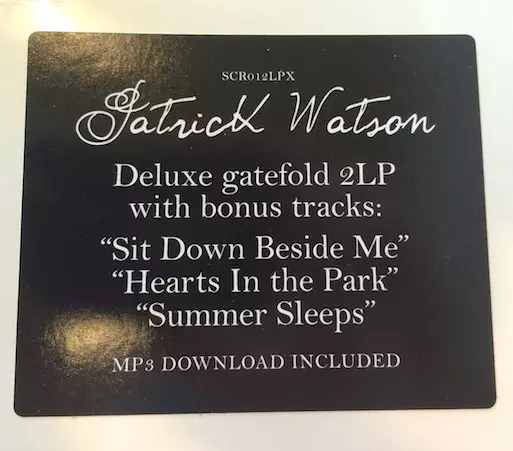 SCR012LPX
Patrick Watson
Deluxe gatefold 2LP
with bonus tracks:
“Sit Down Beside Me”
“Hearts In the Park”
“Summer Sleeps”
MP3 DOWNLOAD INCLUDED